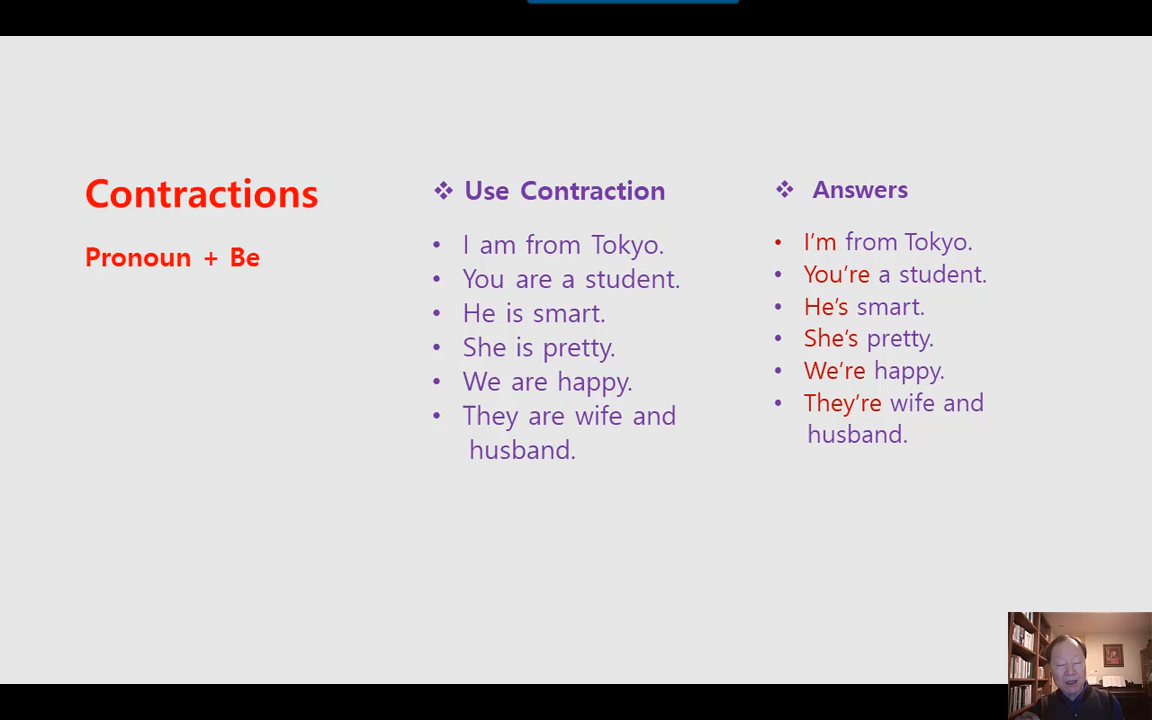 Contractions
Pronoun + Be
❖ Use Contraction
• I am from Tokyo.
• You are a student.
• He is smart.
• She is pretty.
• We are happy.
• They are wife and
husband.
❖ Answers
• I’m from Tokyo.
• You’re a student.
• He’s smart.
• She’s pretty.
• We’re happy.
• They’re wife and
husband.